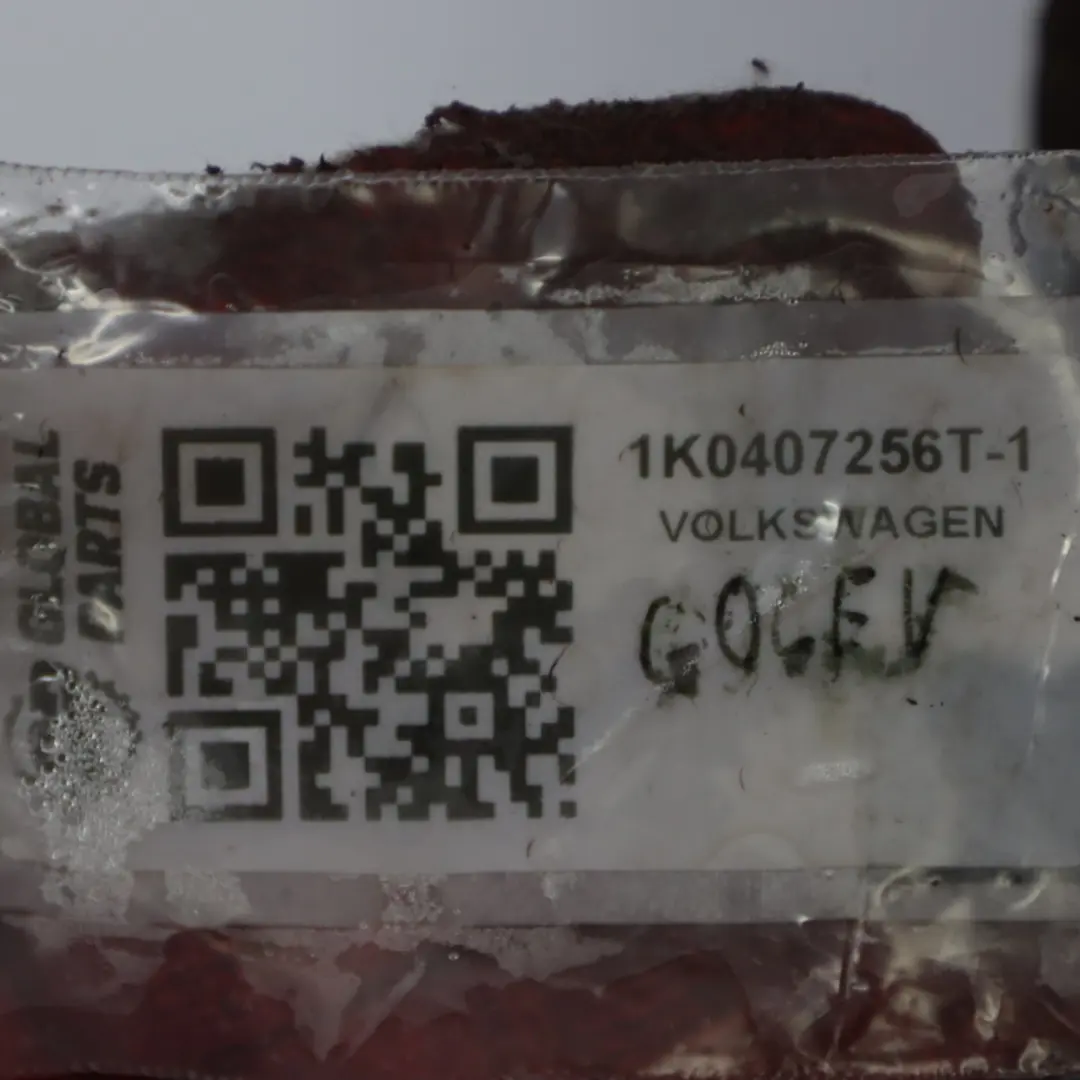 GLOBAL
PARTS
1K0407256T-1
VOLKSWAGEN
GOLF V